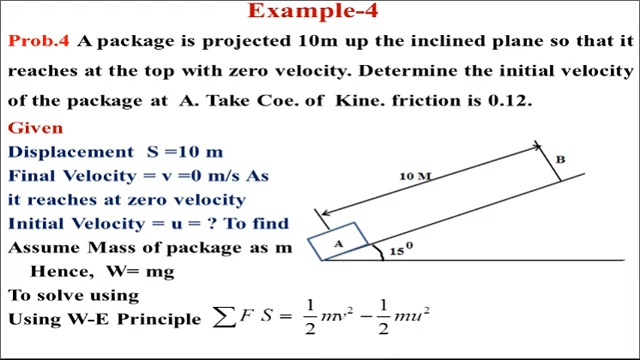 Example-4
Prob.4 A package is projected 10m up the inclined plane so that it
reaches at the top with zero velocity. Determine the initial velocity
of the package at A. Take Coe. of Kine. friction is 0.12.
Given
Displacement S =10 m
Final Velocity = v =0 m/s As
it reaches at zero velocity
Initial Velocity = u = ? To find
Assume Mass of package as m
Hence, W= mg
To solve using
Using W-E Principle ∑F S = 1/2 mv² − 1/2 mu²
10 M
B
A
15⁰